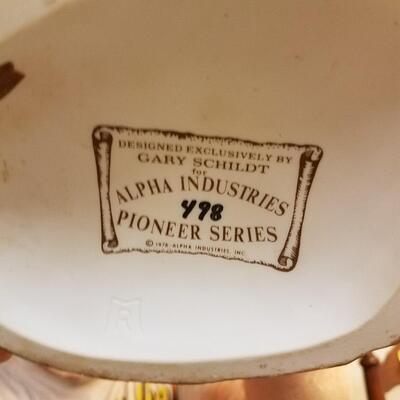 DESIGNED EXCLUSIVELY BY
GARY SCHILDT
for
ALPHA INDUSTRIES
498
PIONEER SERIES
© 1978 ALPHA INDUSTRIES, INC.
R